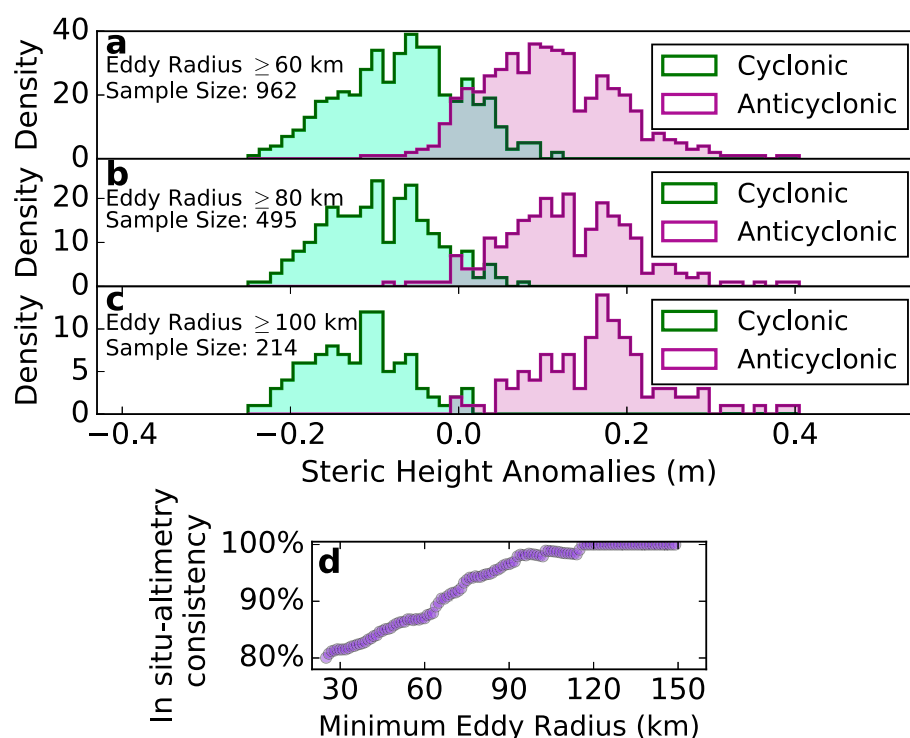 a
Eddy Radius ≥60 km
Sample Size: 962
Cyclonic
Anticyclonic
40
20
0
Density
b
Eddy Radius ≥80 km
Sample Size: 495
Cyclonic
Anticyclonic
20
10
0
Density
c
Eddy Radius ≥100 km
Sample Size: 214
Cyclonic
Anticyclonic
10
5
0
Density
−0.4 −0.2 0.0 0.2 0.4
Steric Height Anomalies (m)
d
100%
90%
80%
In situ-altimetry
consistency
30 60 90 120 150
Minimum Eddy Radius (km)